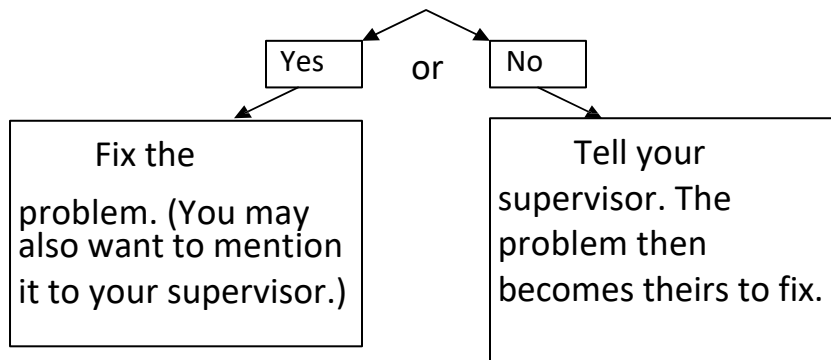 Yes
or
No
Fix the
problem. (You may
also want to mention
it to your supervisor.)
Tell your
supervisor. The
problem then
becomes theirs to fix.